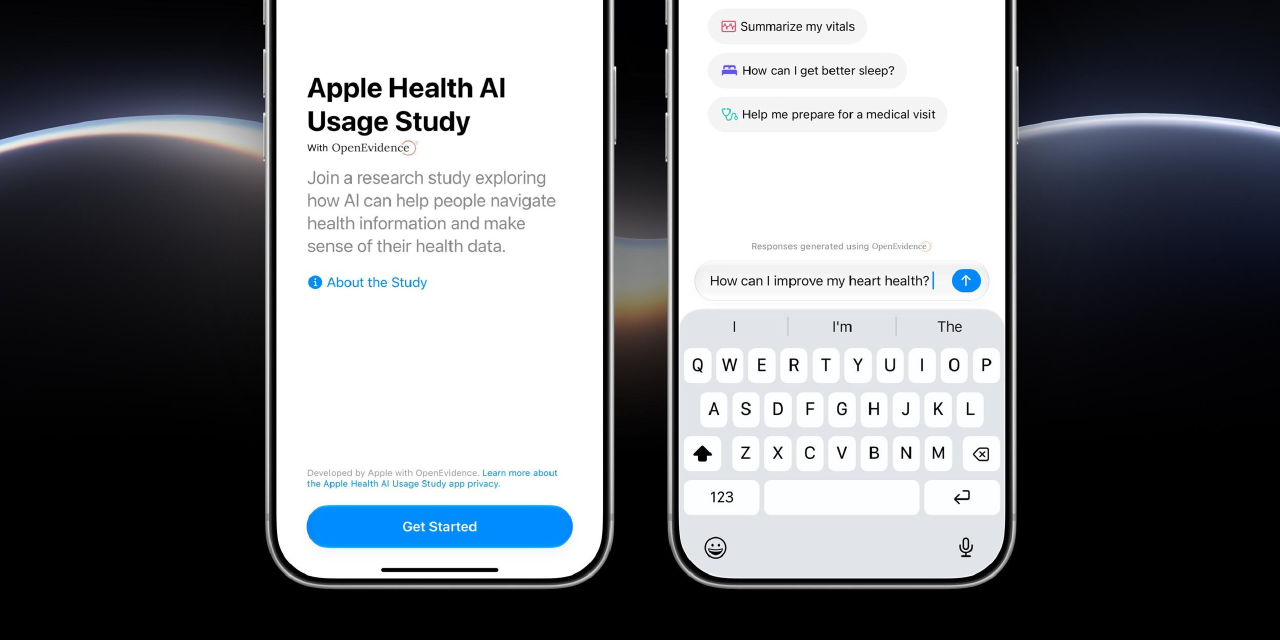 Apple Health AI
Usage Study
With OpenEvidence
Join a research study exploring
how AI can help people navigate
health information and make
sense of their health data.
About the Study
Developed by Apple with OpenEvidence. Learn more about
the Apple Health AI Usage Study app privacy.
Get Started
Summarize my vitals
How can I get better sleep?
Help me prepare for a medical visit
Responses generated using OpenEvidence
How can I improve my heart health?
I I'm The
Q W E R T Y U I O P
A S D F G H J K L
Z X C V B N M
123